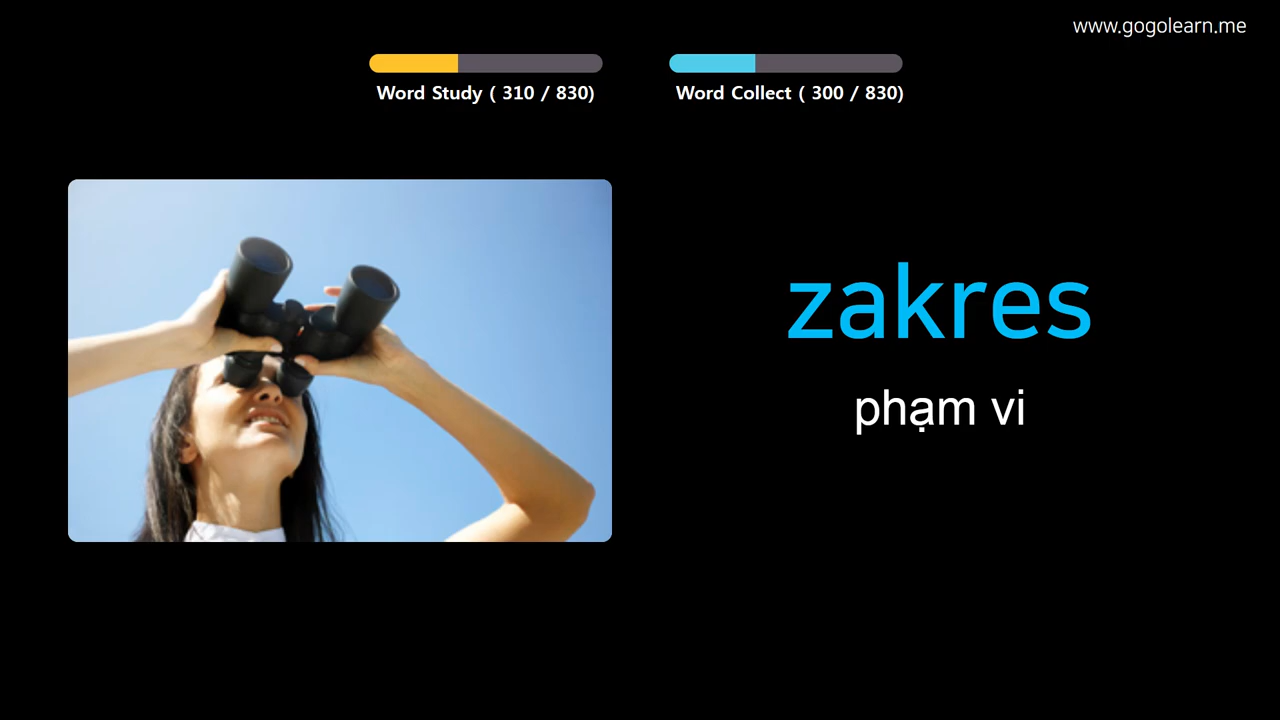 www.gogolearn.me
Word Study ( 310 / 830)
Word Collect ( 300 / 830)
zakres
phạm vi